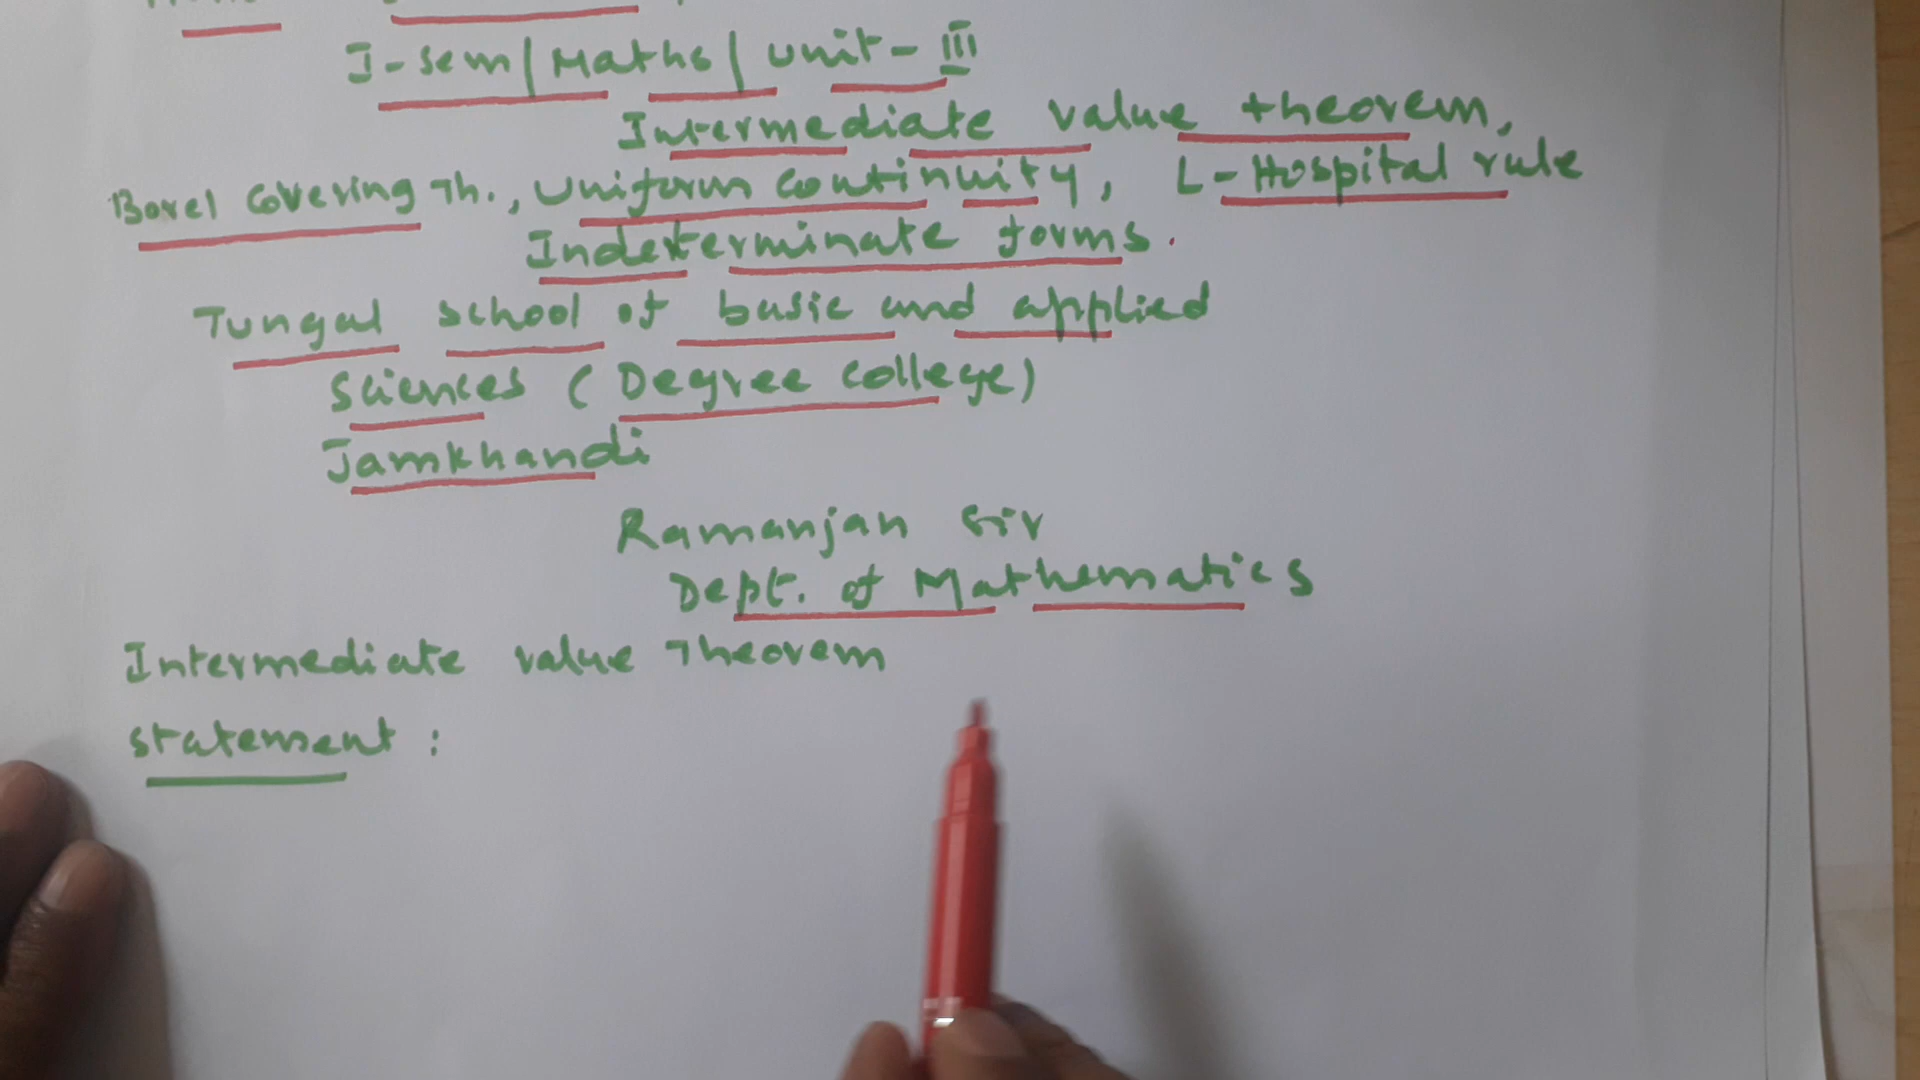 I-sem/Maths/unit-III
Intermediate value theorem,
Borel Covering Th., Uniform Continuity, L-Hospital rule
Indeterminate forms.
Tungal school of basic and applied
Sciences (Degree college)
Jamkhandi
Ramanjan sir
Dept. of Mathematics
Intermediate value Theorem
statement :